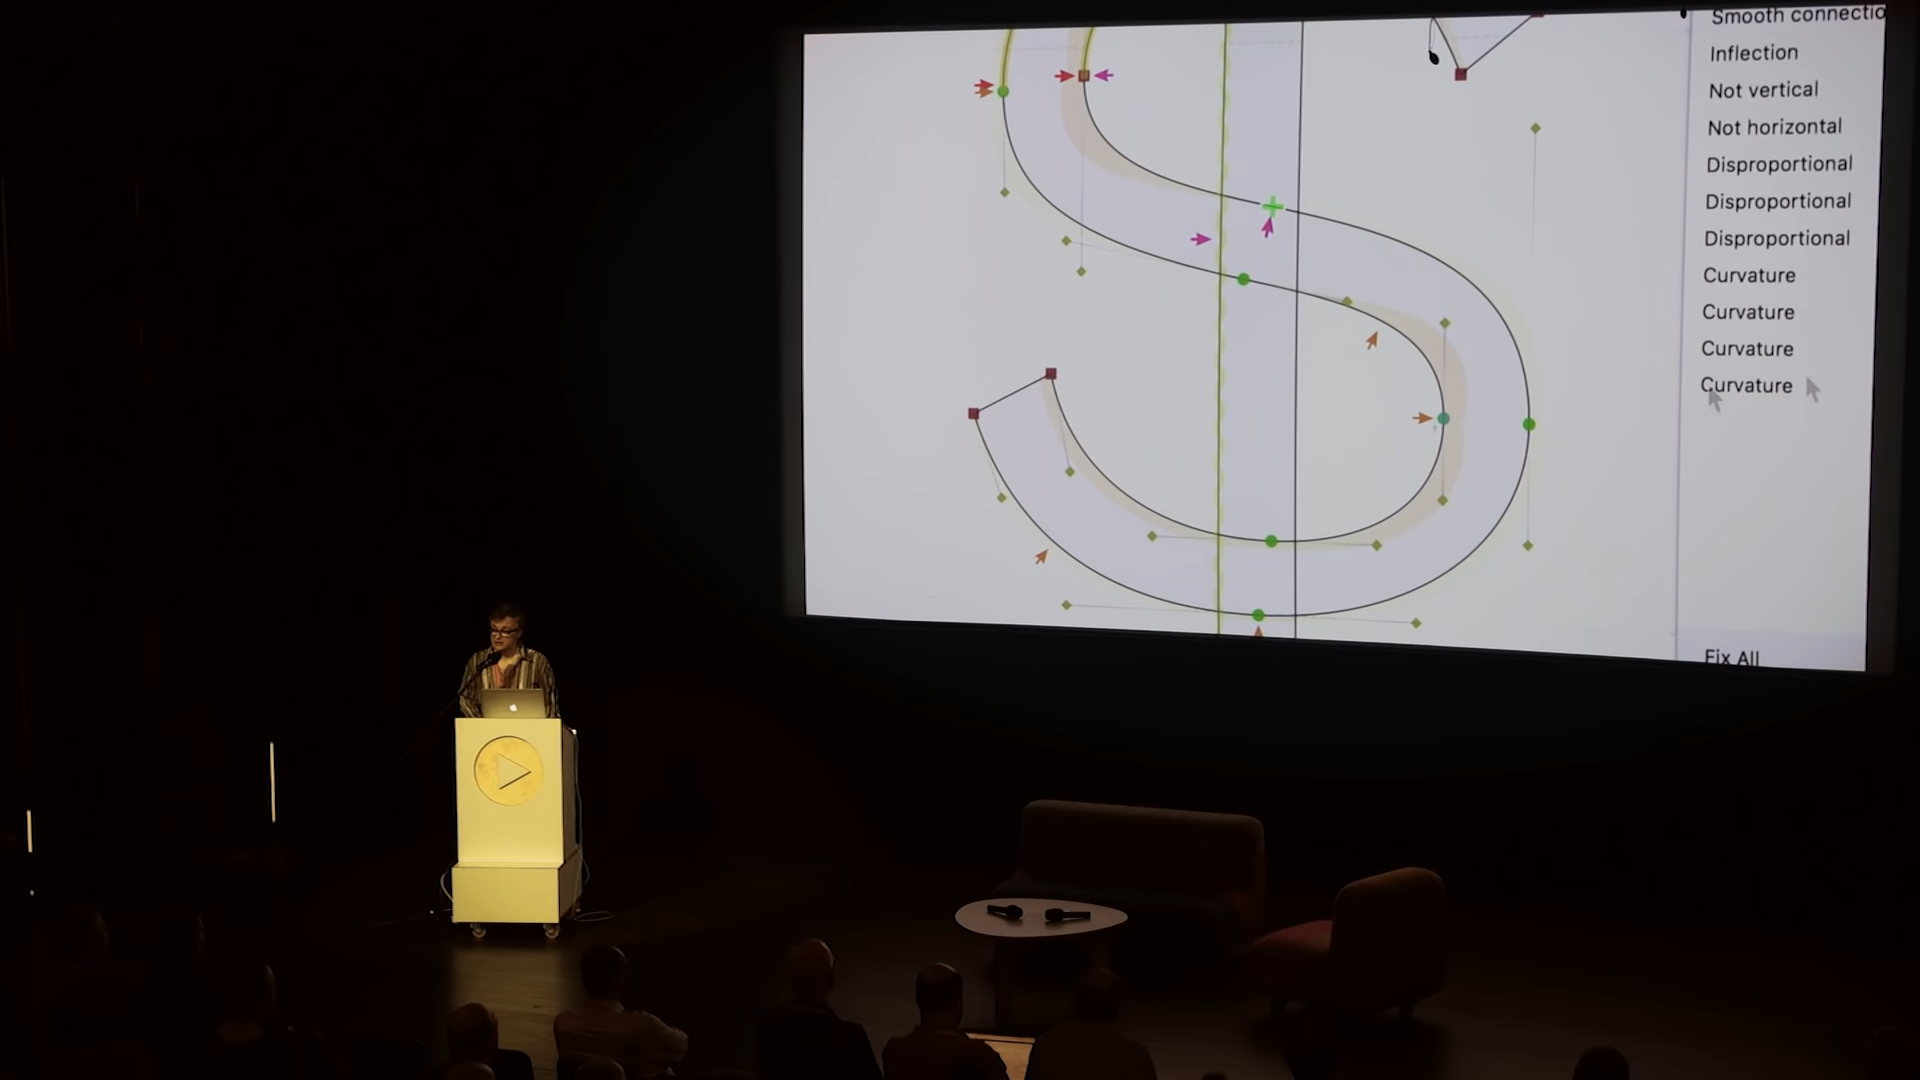 Smooth connectio
Inflection
Not vertical
Not horizontal
Disproportional
Disproportional
Disproportional
Curvature
Curvature
Curvature
Curvature
Fix All